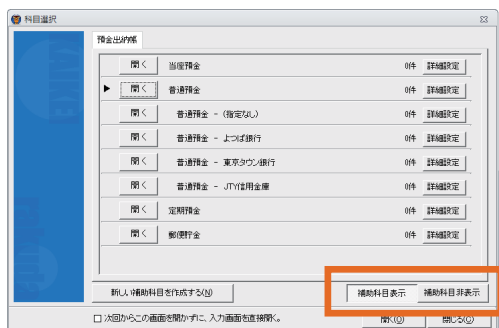 科目選択
預金出納帳
開く 当座預金 0件 詳細設定
開く 普通預金 0件 詳細設定
開く 普通預金 - (指定なし) 0件 詳細設定
開く 普通預金 - よつば銀行 0件 詳細設定
開く 普通預金 - 東京タウン銀行 0件 詳細設定
開く 普通預金 - JTY信用金庫 0件 詳細設定
開く 定期預金 0件 詳細設定
開く 郵便貯金 0件 詳細設定
新しい補助科目を作成する(N) 補助科目表示 補助科目非表示
次回からこの画面を開かずに、入力画面を直接開く。 開く(O) 閉じる(C)
KAIKE